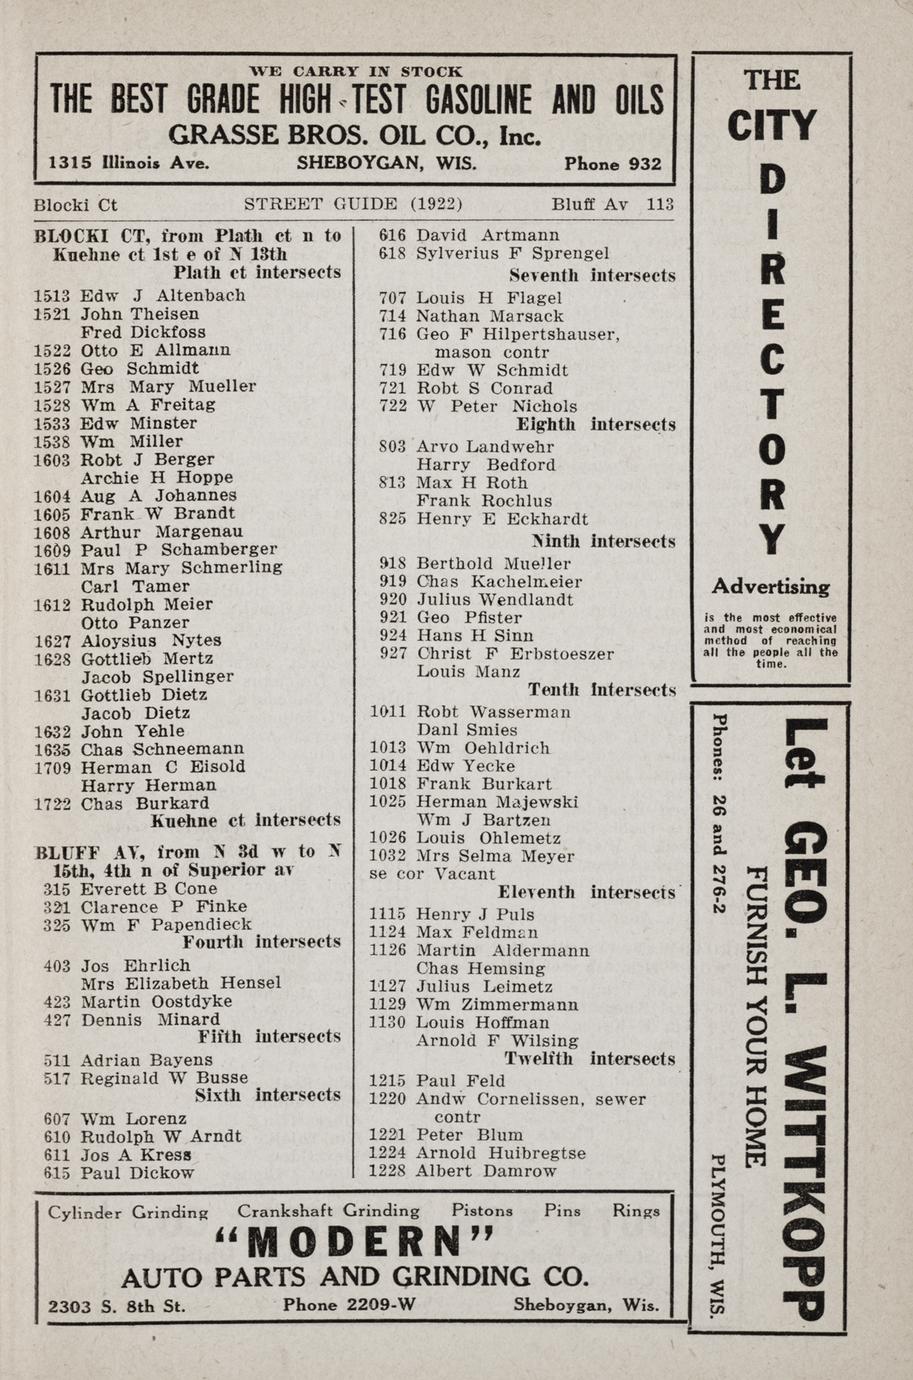 WE CARRY IN STOCK
THE BEST GRADE HIGH-TEST GASOLINE AND OILS
GRASSE BROS. OIL CO., Inc.
1315 Illinois Ave. SHEBOYGAN, WIS. Phone 932
Blocki Ct STREET GUIDE (1922) Bluff Av 113
BLOCKI CT, from Plath ct n to
Kuehne ct 1st e of N 13th
Plath ct intersects
1513 Edw J Altenbach
1521 John Theisen
Fred Dickfoss
1522 Otto E Allmann
1526 Geo Schmidt
1527 Mrs Mary Mueller
1528 Wm A Freitag
1533 Edw Minster
1538 Wm Miller
1603 Robt J Berger
Archie H Hoppe
1604 Aug A Johannes
1605 Frank W Brandt
1608 Arthur Margenau
1609 Paul P Schamberger
1611 Mrs Mary Schmerling
Carl Tamer
1612 Rudolph Meier
Otto Panzer
1627 Aloysius Nytes
1628 Gottlieb Mertz
Jacob Spellinger
1631 Gottlieb Dietz
Jacob Dietz
1632 John Yehle
1635 Chas Schneemann
1709 Herman C Eisold
Harry Herman
1722 Chas Burkard
Kuehne ct intersects
BLUFF AV, from N 3d w to N
15th, 4th n of Superior av
315 Everett B Cone
321 Clarence P Finke
325 Wm F Papendieck
Fourth intersects
403 Jos Ehrlich
Mrs Elizabeth Hensel
423 Martin Oostdyke
427 Dennis Minard
Fifth intersects
511 Adrian Bayens
517 Reginald W Busse
Sixth intersects
607 Wm Lorenz
610 Rudolph W Arndt
611 Jos A Kress
615 Paul Dickow
616 David Artmann
618 Sylverius F Sprengel
Seventh intersects
707 Louis H Flagel
714 Nathan Marsack
716 Geo F Hilpertshauser,
mason contr
719 Edw W Schmidt
721 Robt S Conrad
722 W Peter Nichols
Eighth intersects
803 Arvo Landwehr
Harry Bedford
813 Max H Roth
Frank Rochlus
825 Henry E Eckhardt
Ninth intersects
918 Berthold Mueller
919 Chas Kachelmeier
920 Julius Wendlandt
921 Geo Pfister
924 Hans H Sinn
927 Christ F Erbstoeszer
Louis Manz
Tenth intersects
1011 Robt Wasserman
Danl Smies
1013 Wm Oehldrich
1014 Edw Yecke
1018 Frank Burkart
1025 Herman Majewski
Wm J Bartzen
1026 Louis Ohlemetz
1032 Mrs Selma Meyer
se cor Vacant
Eleventh intersects
1115 Henry J Puls
1124 Max Feldman
1126 Martin Aldermann
Chas Hemsing
1127 Julius Leimetz
1129 Wm Zimmermann
1130 Louis Hoffman
Arnold F Wilsing
Twelfth intersects
1215 Paul Feld
1220 Andw Cornelissen, sewer
contr
1221 Peter Blum
1224 Arnold Huibregtse
1228 Albert Damrow
THE
CITY
DIRECTORY
Advertising
is the most effective
and most economical
method of reaching
all the people all the
time.
Let GEO. L. WITTKOPP
FURNISH YOUR HOME
Phones: 26 and 276-2 PLYMOUTH, WIS.
Cylinder Grinding Crankshaft Grinding Pistons Pins Rings
"MODERN"
AUTO PARTS AND GRINDING CO.
2303 S. 8th St. Phone 2209-W Sheboygan, Wis.